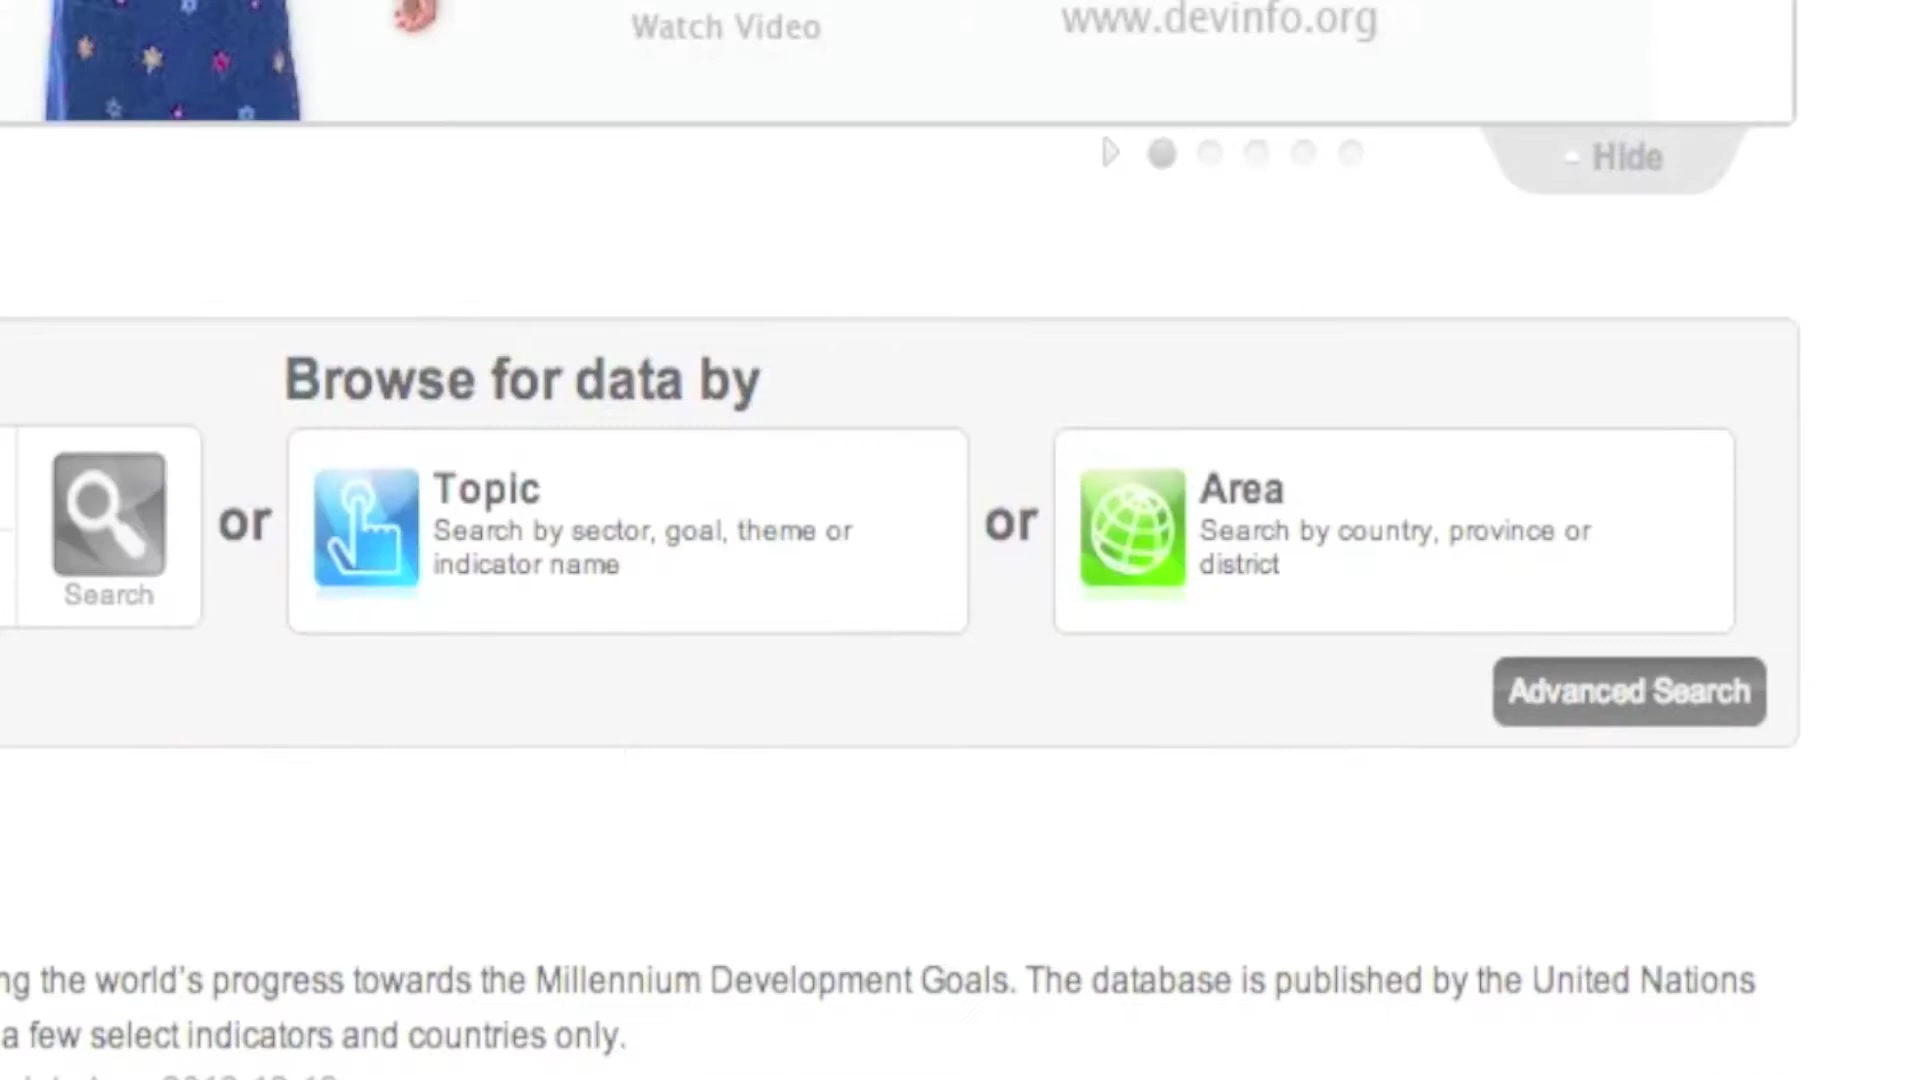 Watch Video
www.devinfo.org
Hide
Browse for data by
Search
or
Topic
Search by sector, goal, theme or
indicator name
or
Area
Search by country, province or
district
Advanced Search
the world's progress towards the Millennium Development Goals. The database is published by the United Nations
a few select indicators and countries only.